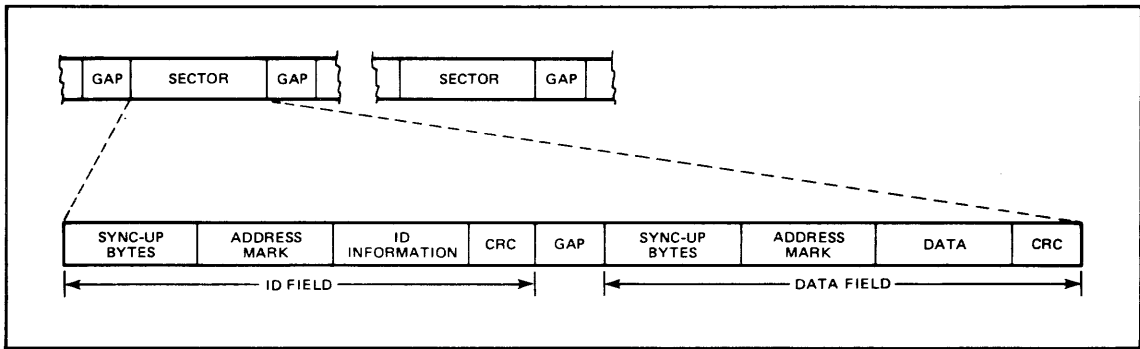 GAP SECTOR GAP SECTOR GAP
SYNC-UP BYTES ADDRESS MARK ID INFORMATION CRC GAP SYNC-UP BYTES ADDRESS MARK DATA CRC
ID FIELD DATA FIELD